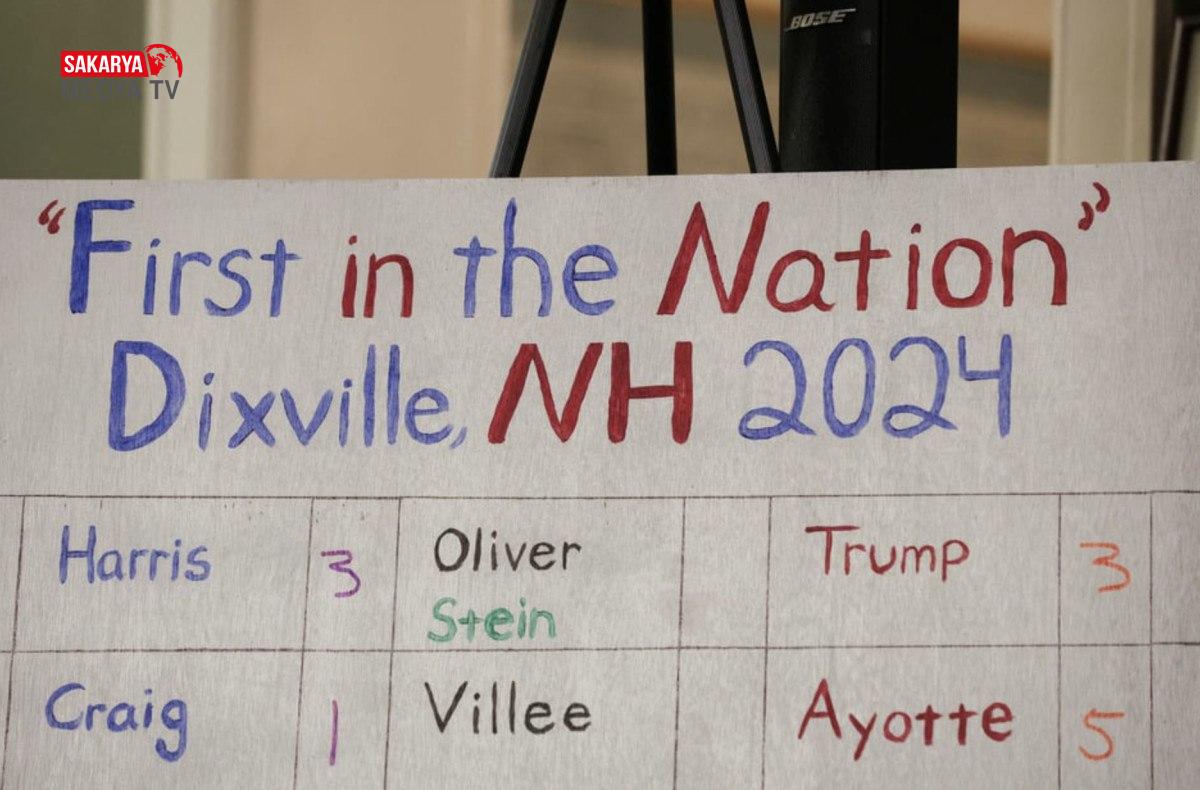 BOSE
SAKARYA
MEDYA TV
“First in the Nation”
Dixville, NH 2024
Harris 3 Oliver Trump 3
Stein
Craig 1 Villee Ayotte 5